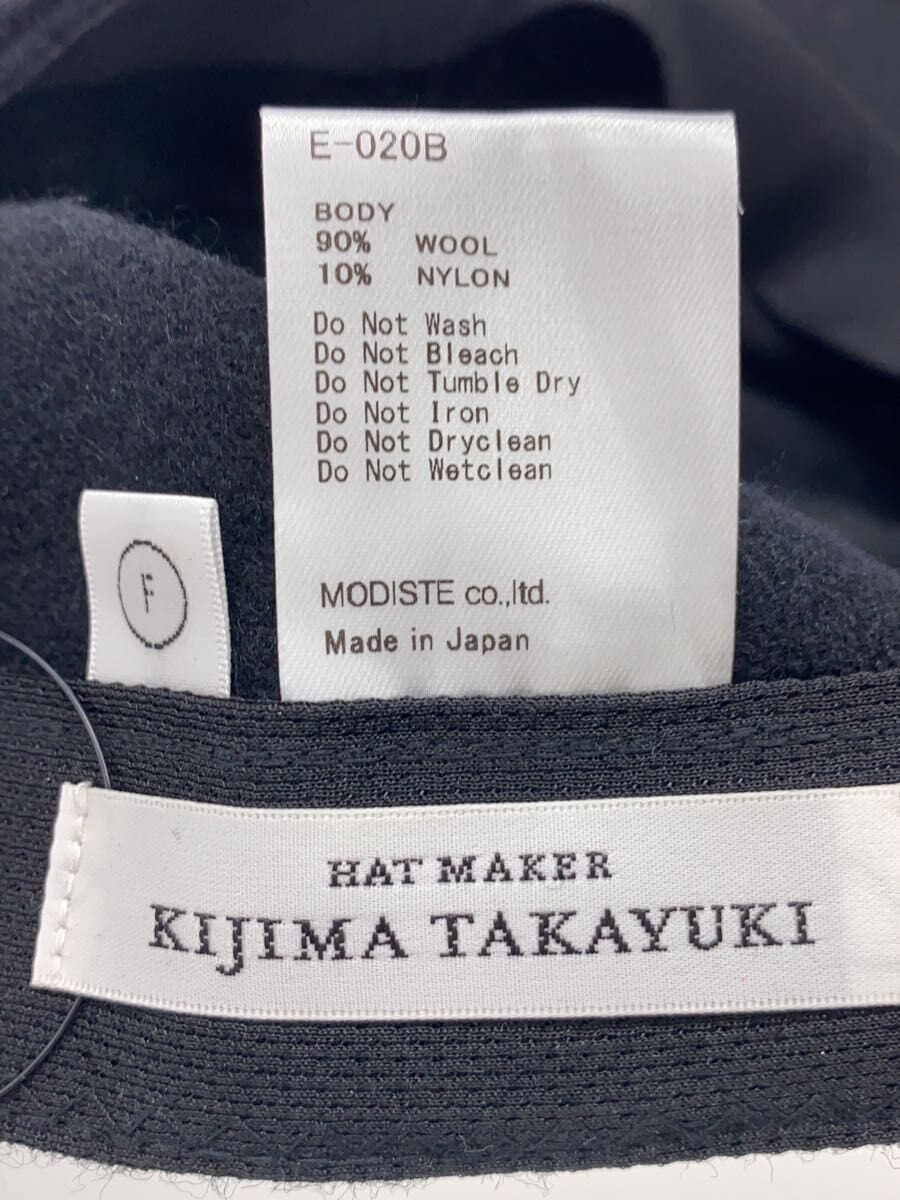 E-020B
BODY
90% WOOL
10% NYLON
Do Not Wash
Do Not Bleach
Do Not Tumble Dry
Do Not Iron
Do Not Dryclean
Do Not Wetclean
MODISTE co.,ltd.
Made in Japan
F
HAT MAKER
KIJIMA TAKAYUKI